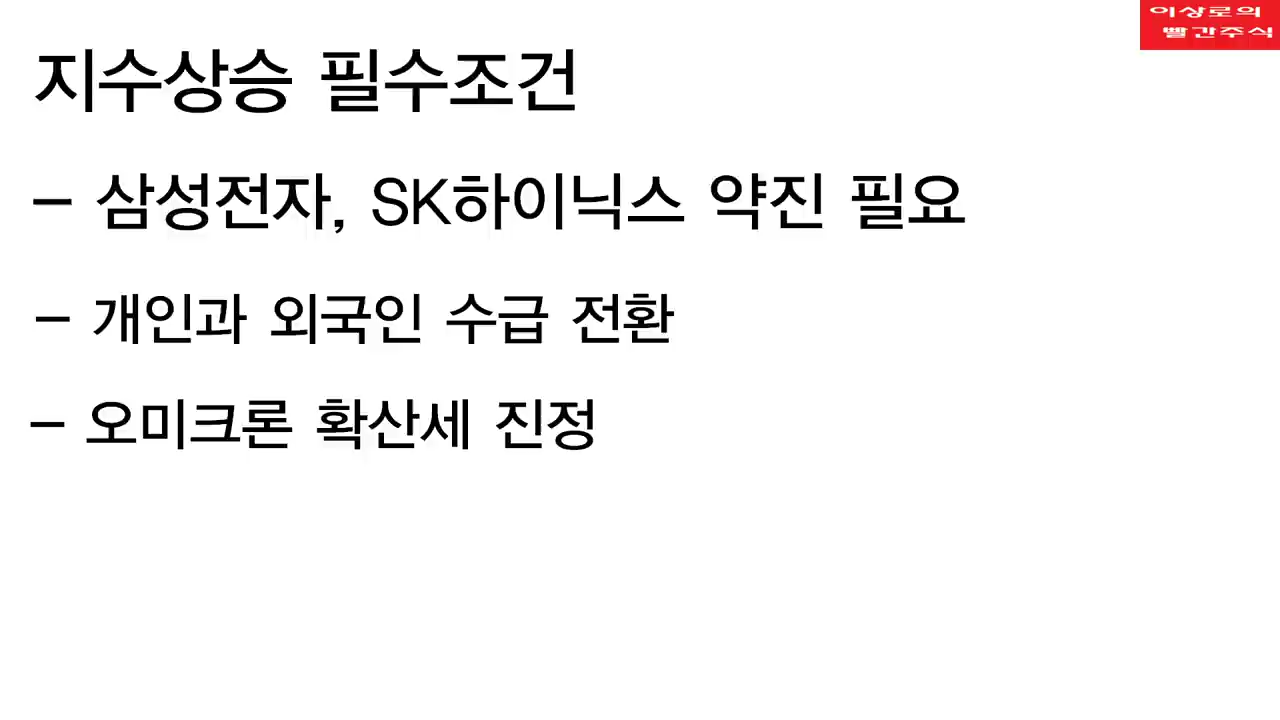 이상로의
빨간주식
지수상승 필수조건
- 삼성전자, SK하이닉스 약진 필요
- 개인과 외국인 수급 전환
- 오미크론 확산세 진정